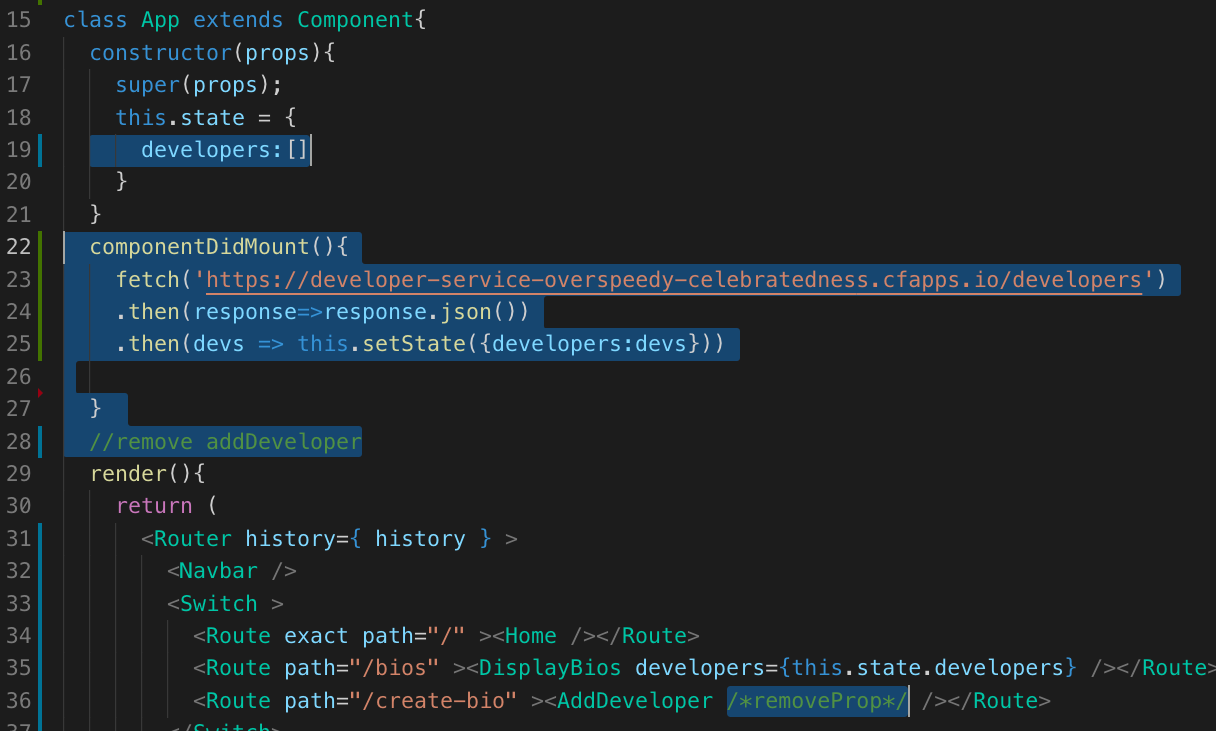 15 class App extends Component{
16 constructor(props){
17 super(props);
18 this.state = {
19 developers:[]
20 }
21 }
22 componentDidMount(){
23 fetch('https://developer-service-overspeedy-celebratedness.cfapps.io/developers')
24 .then(response=>response.json())
25 .then(devs => this.setState({developers:devs}))
26
27 }
28 //remove addDeveloper
29 render(){
30 return (
31 <Router history={ history } >
32 <Navbar />
33 <Switch >
34 <Route exact path="/" ><Home /></Route>
35 <Route path="/bios" ><DisplayBios developers={this.state.developers} /></Route>
36 <Route path="/create-bio" ><AddDeveloper /*removeProp*/ /></Route>
37 </Switch>